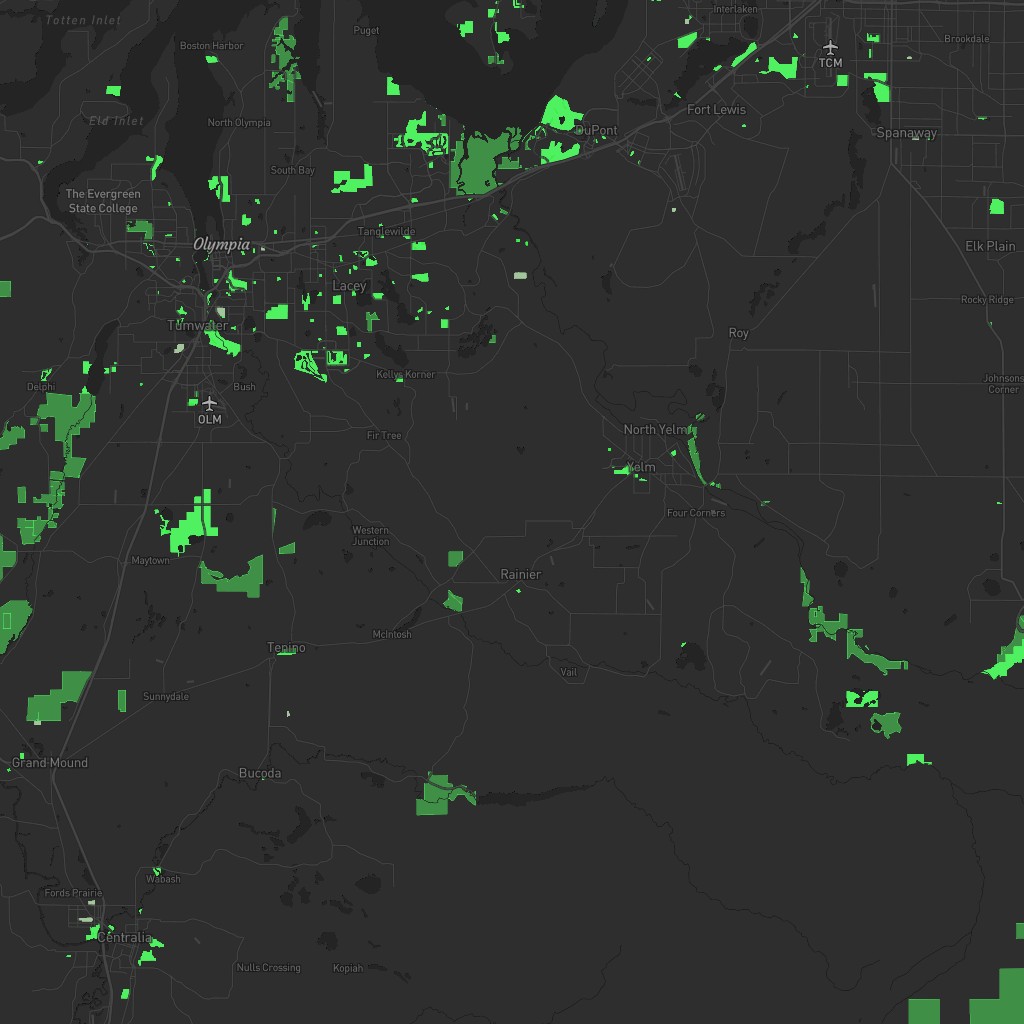 Totten Inlet
Puget
Interlaken
Boston Harbor
Brookdale
TCM
Fort Lewis
Eld Inlet
North Olympia
DuPont
Spanaway
South Bay
The Evergreen
State College
Tanglewilde
Olympia
Elk Plain
Lacey
Rocky Ridge
Tumwater
Roy
Kellys Korner
Johnsons
Corner
Delphi
Bush
OLM
Fir Tree
North Yelm
Yelm
Four Corners
Western
Junction
Maytown
Rainier
McIntosh
Tenino
Vail
Sunnydale
Grand Mound
Bucoda
Wabash
Fords Prairie
Centralia
Nulls Crossing
Kopiah